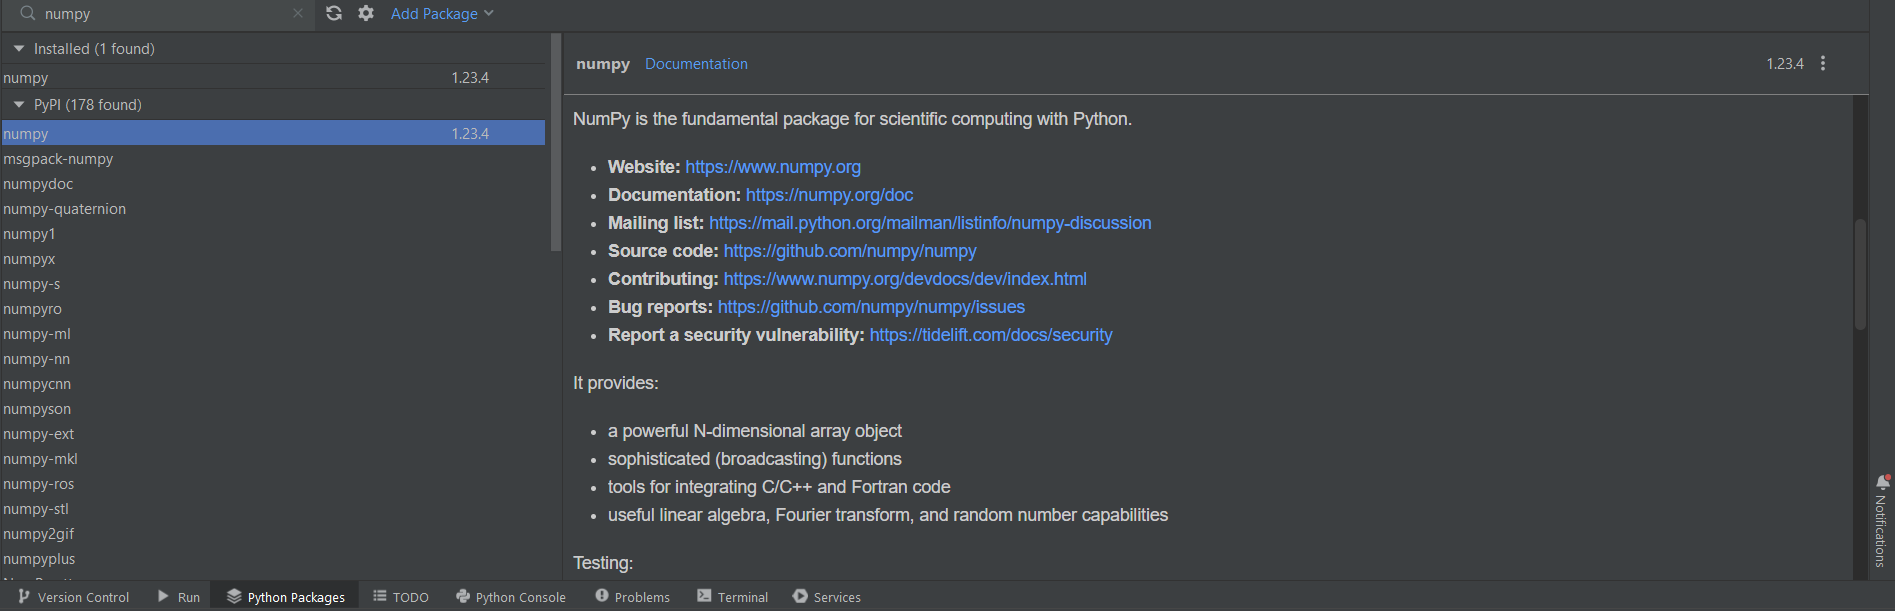 numpy
Add Package
Installed (1 found)
numpy 1.23.4
PyPI (178 found)
numpy 1.23.4
msgpack-numpy
numpydoc
numpy-quaternion
numpy1
numpyx
numpy-s
numpyro
numpy-ml
numpy-nn
numpycnn
numpyson
numpy-ext
numpy-mkl
numpy-ros
numpy-stl
numpy2gif
numpyplus
numpy Documentation 1.23.4
NumPy is the fundamental package for scientific computing with Python.
• Website: https://www.numpy.org
• Documentation: https://numpy.org/doc
• Mailing list: https://mail.python.org/mailman/listinfo/numpy-discussion
• Source code: https://github.com/numpy/numpy
• Contributing: https://www.numpy.org/devdocs/dev/index.html
• Bug reports: https://github.com/numpy/numpy/issues
• Report a security vulnerability: https://tidelift.com/docs/security
It provides:
• a powerful N-dimensional array object
• sophisticated (broadcasting) functions
• tools for integrating C/C++ and Fortran code
• useful linear algebra, Fourier transform, and random number capabilities
Testing:
Notifications
Version Control Run Python Packages TODO Python Console Problems Terminal Services